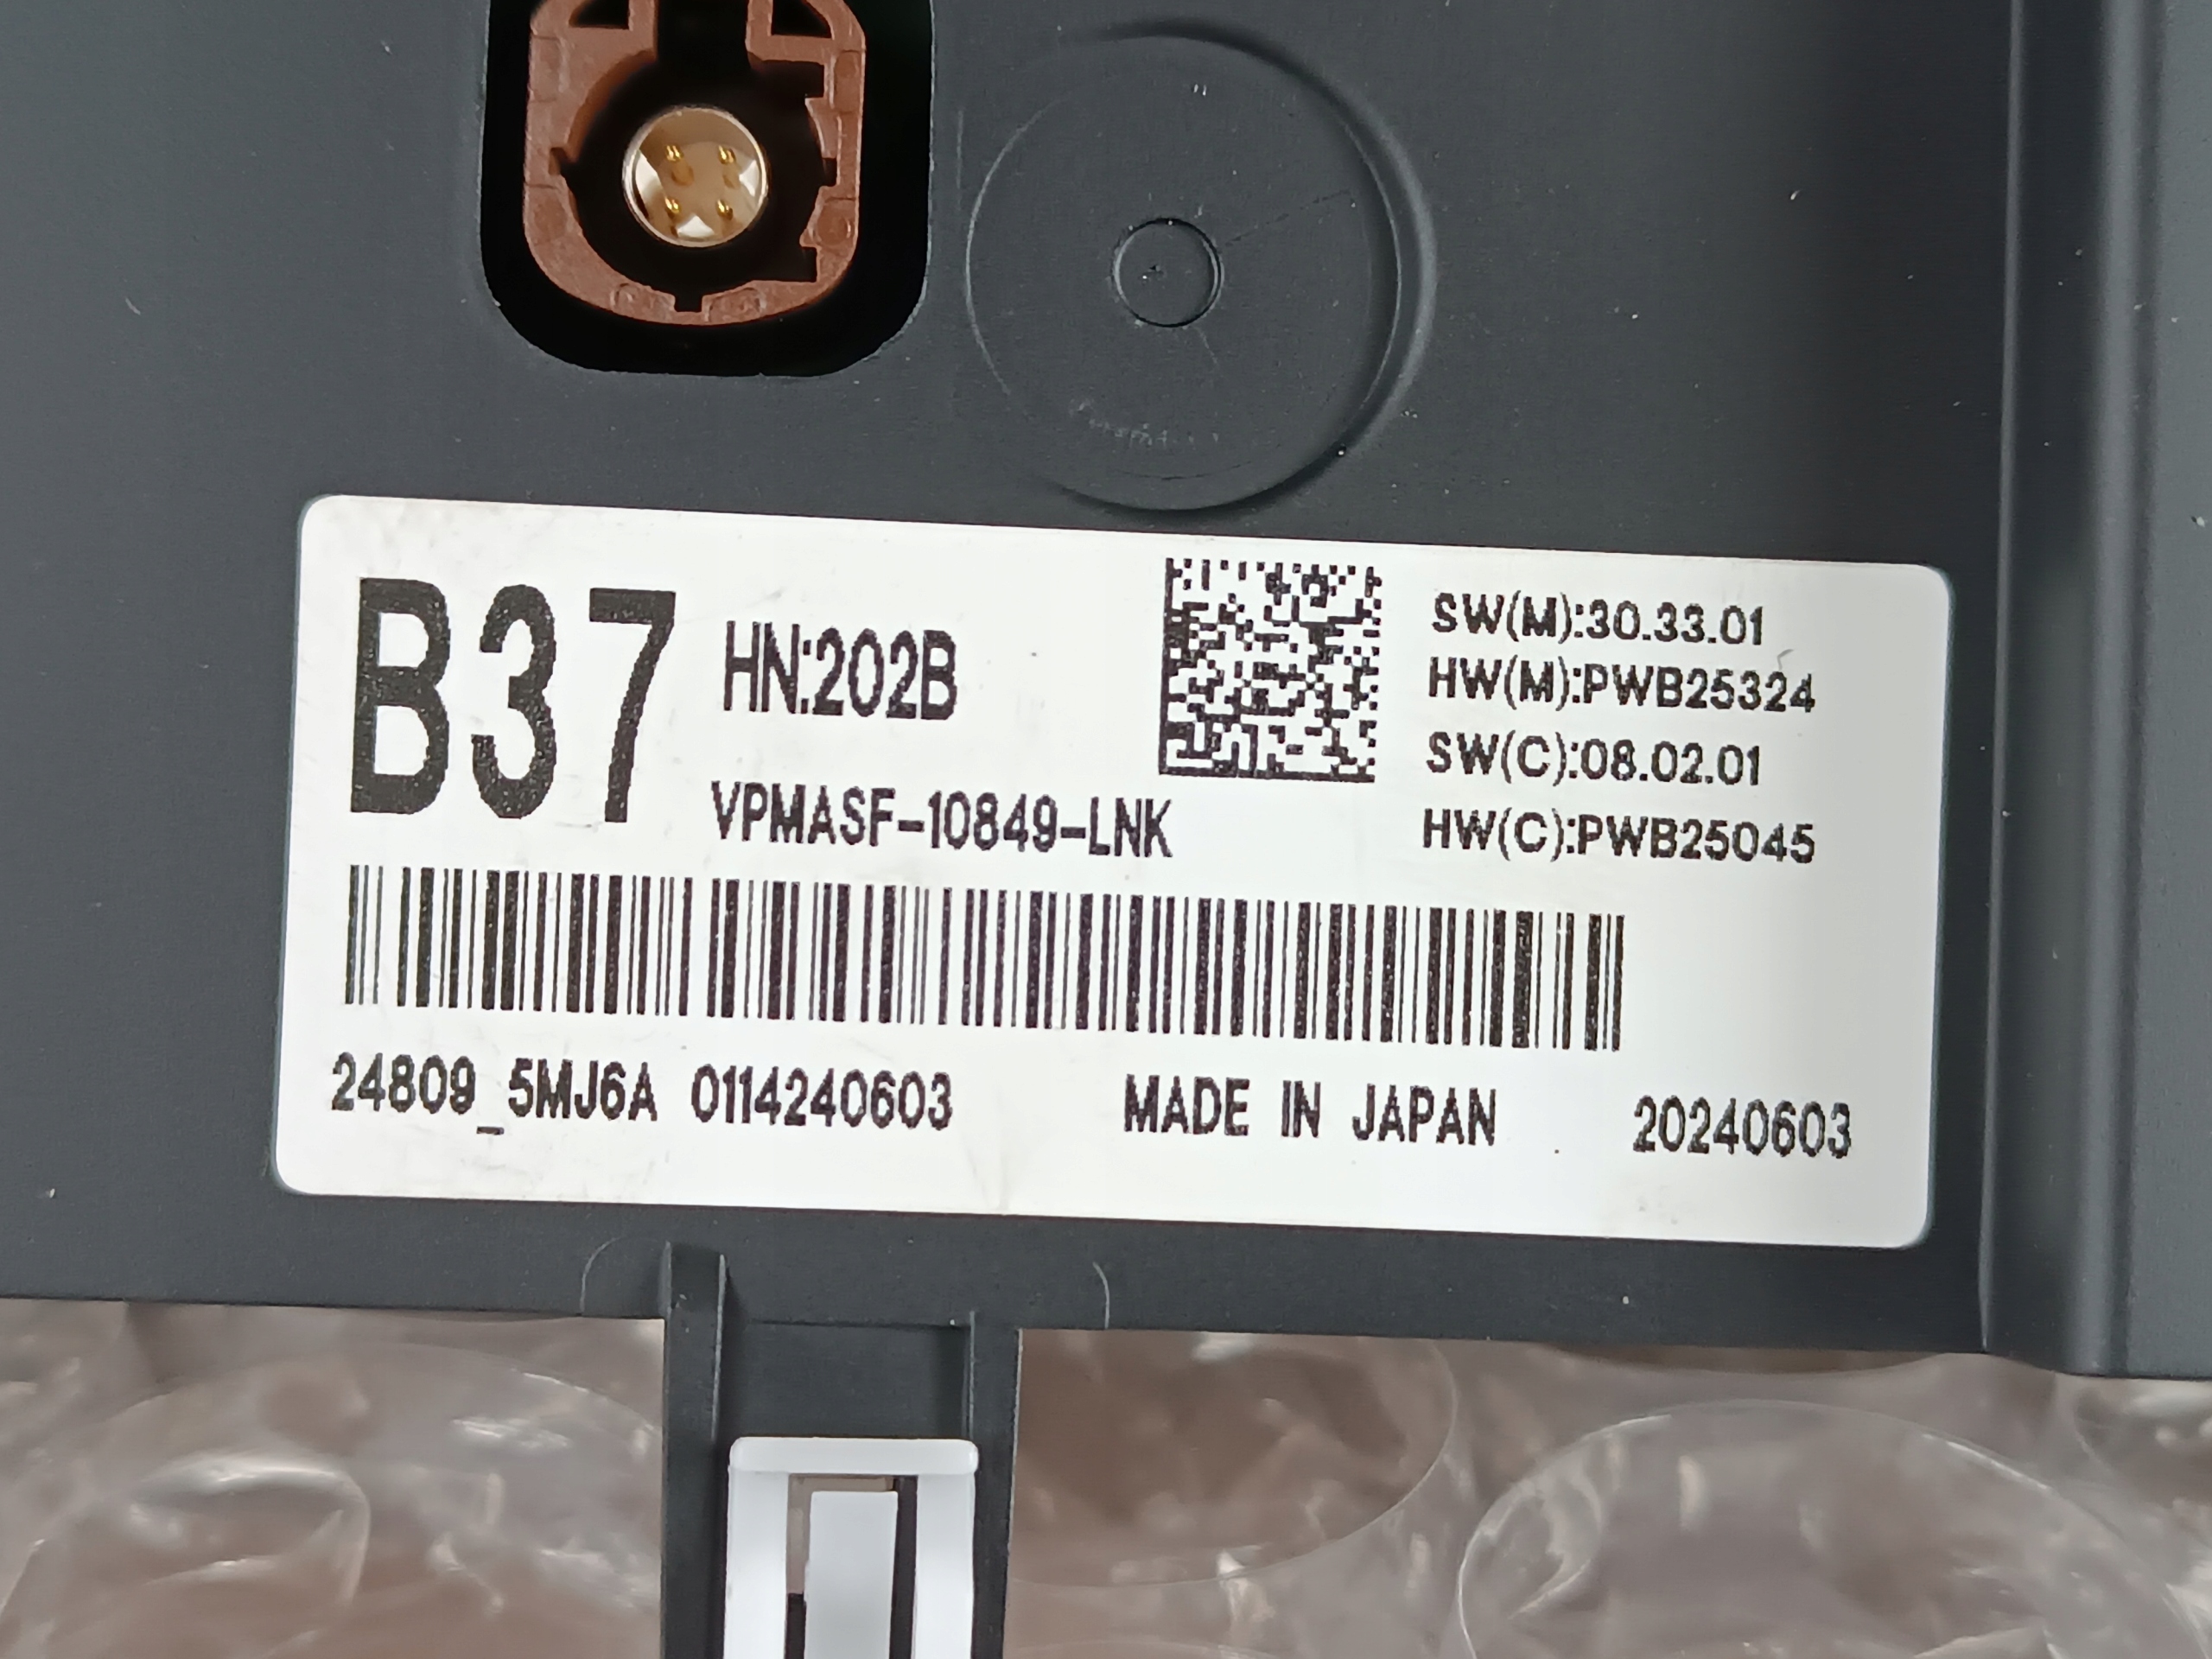 B37
HN:202B
VPMASF-10849-LNK
SW(M):30.33.01
HW(M):PWB25324
SW(C):08.02.01
HW(C):PWB25045
24809_5MJ6A 0114240603 MADE IN JAPAN 20240603